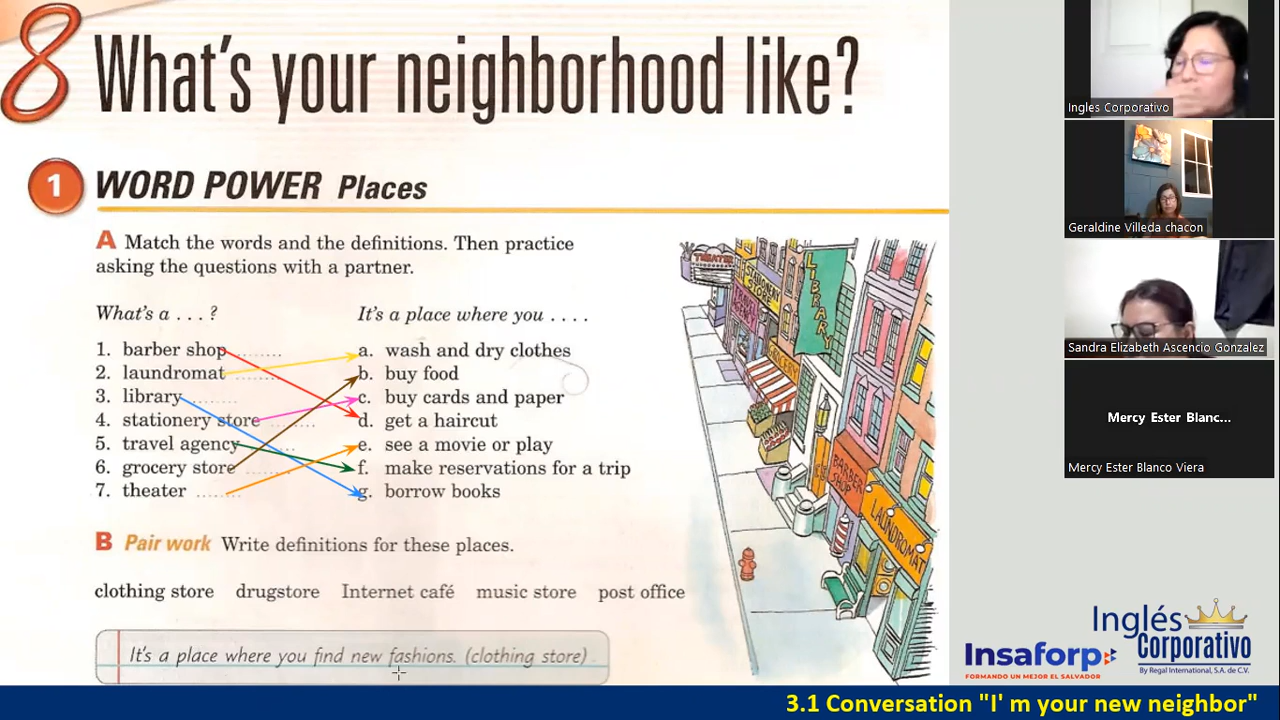 8 What's your neighborhood like?
1 WORD POWER Places
A Match the words and the definitions. Then practice
asking the questions with a partner.
What's a . . . ?
It's a place where you . . . .
1. barber shop ........
2. laundromat ........
3. library ........
4. stationery store ........
5. travel agency ........
6. grocery store ........
7. theater ........
a. wash and dry clothes
b. buy food
c. buy cards and paper
d. get a haircut
e. see a movie or play
f. make reservations for a trip
g. borrow books
B Pair work Write definitions for these places.
clothing store drugstore Internet café music store post office
It's a place where you find new fashions. (clothing store)
THEATER
STATIONERY
STORE
LIBRARY
GROCERY
BARBER
SHOP
LAUNDROMAT
Ingles Corporativo
Geraldine Villeda chacon
Sandra Elizabeth Ascencio Gonzalez
Mercy Ester Blanc...
Mercy Ester Blanco Viera
Insaforp
FORMANDO UN MEJOR EL SALVADOR
Inglés
Corporativo
By Regal International, S.A. de C.V.
3.1 Conversation "I' m your new neighbor"